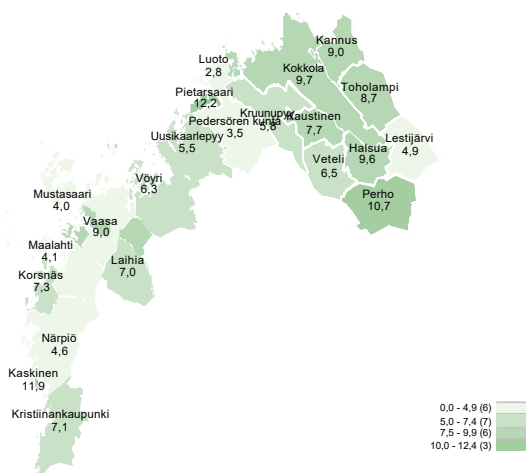 Kannus
9,0
Luoto
2,8
Kokkola
9,7
Toholampi
8,7
Pietarsaari
12,2
Kruunupyy
5,8
Kaustinen
7,7
Pedersören kunta
3,5
Uusikaarlepyy
5,5
Lestijärvi
4,9
Halsua
9,6
Veteli
6,5
Vöyri
6,3
Perho
10,7
Mustasaari
4,0
Vaasa
9,0
Maalahti
4,1
Laihia
7,0
Korsnäs
7,3
Närpiö
4,6
Kaskinen
11,9
Kristiinankaupunki
7,1
0,0 - 4,9 (6)
5,0 - 7,4 (7)
7,5 - 9,9 (6)
10,0 - 12,4 (3)